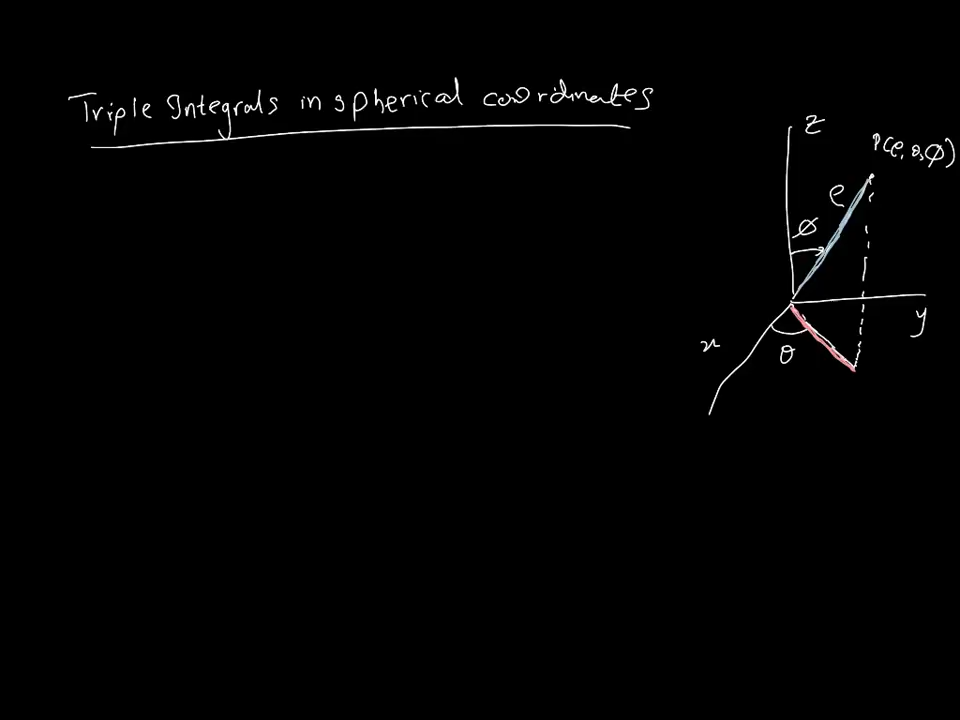 Triple Integrals in spherical coordinates
z
P(ρ, θ, ϕ)
ρ
ϕ
y
x
θ